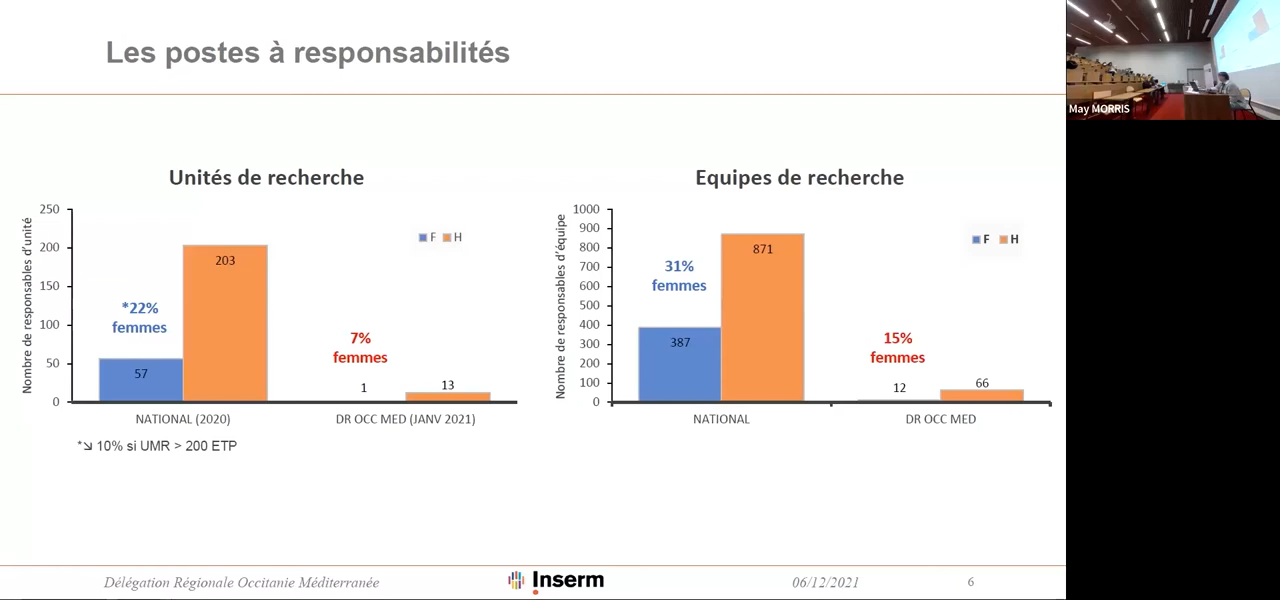 Les postes à responsabilités
May MORRIS
Unités de recherche
Nombre de responsables d'unité
250
200
150
100
50
0
F H
*22%
femmes
57
203
7%
femmes
1
13
NATIONAL (2020)
DR OCC MED (JANV 2021)
*↘ 10% si UMR > 200 ETP
Equipes de recherche
Nombre de responsables d'équipe
1000
900
800
700
600
500
400
300
200
100
0
F H
31%
femmes
387
871
15%
femmes
12
66
NATIONAL
DR OCC MED
Délégation Régionale Occitanie Méditerranée
Inserm
06/12/2021
6